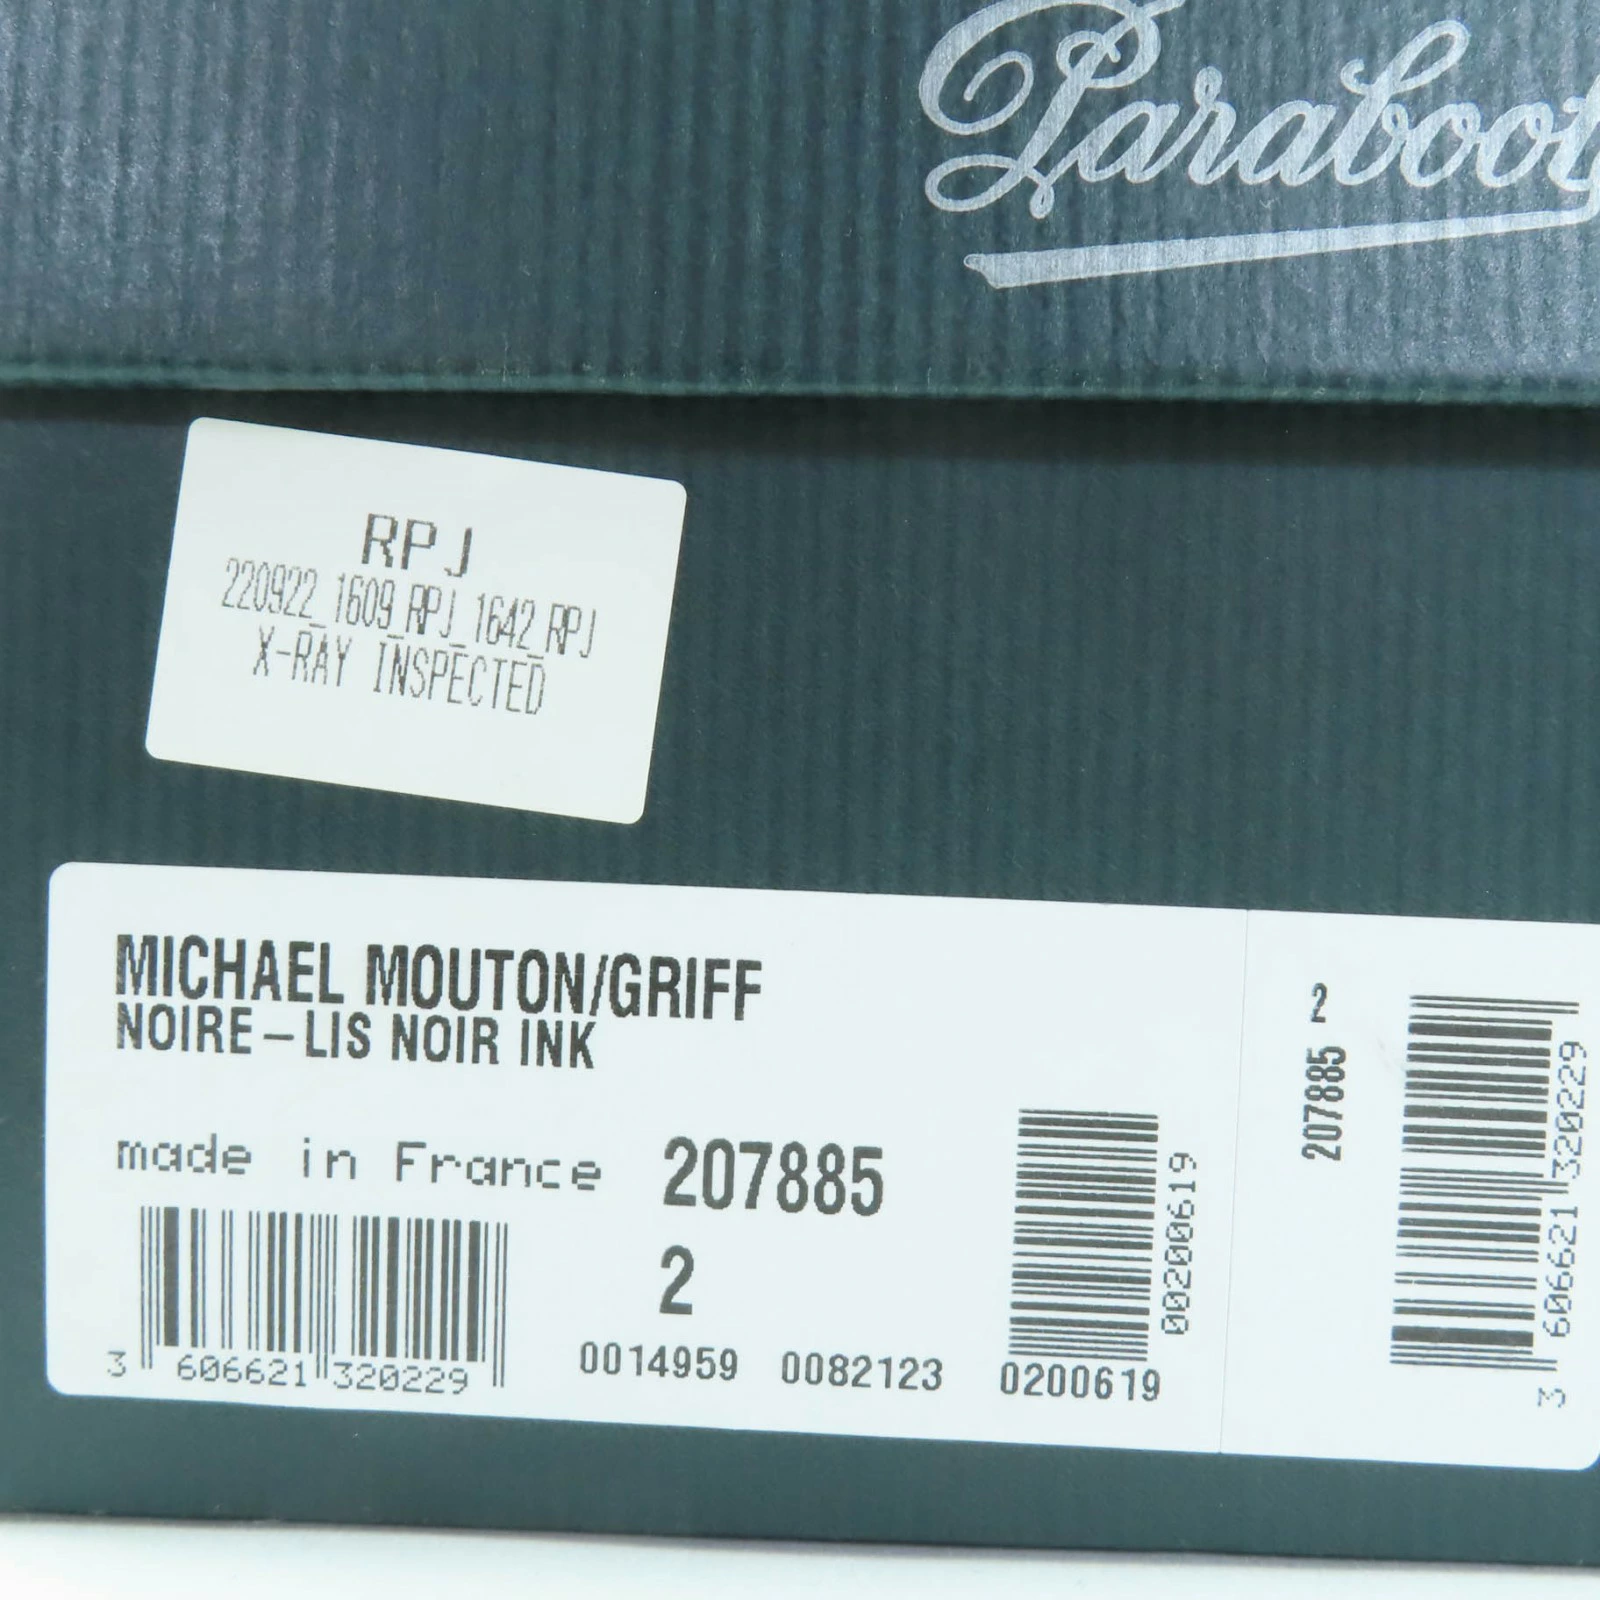 Paraboot
RPJ
220922_1609_RPJ_1642_RPJ
X-RAY INSPECTED
MICHAEL MOUTON/GRIFF
NOIRE-LIS NOIR INK
made in France
207885
2
3 606621 320229
0014959 0082123 0200619
00200619
207885 2
3 606621 320229